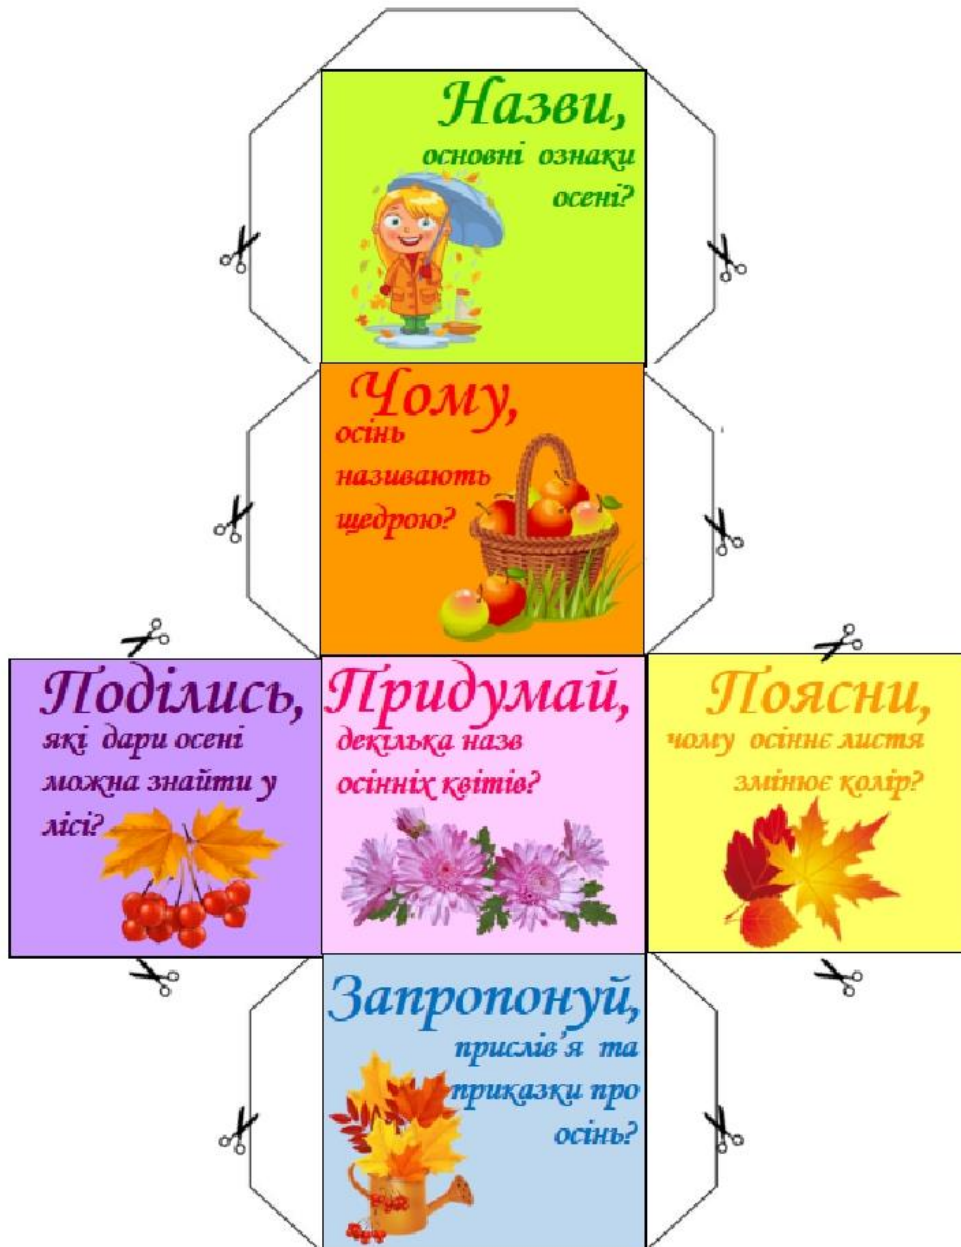 Назви,
основні ознаки
осені?
Чому,
осінь
називають
щедрою?
Поділись,
які дари осені
можна знайти у
лісі?
Придумай,
декілька назв
осінніх квітів?
Поясни,
чому осіннє листя
змінює колір?
Запропонуй,
прислів'я та
приказки про
осінь?